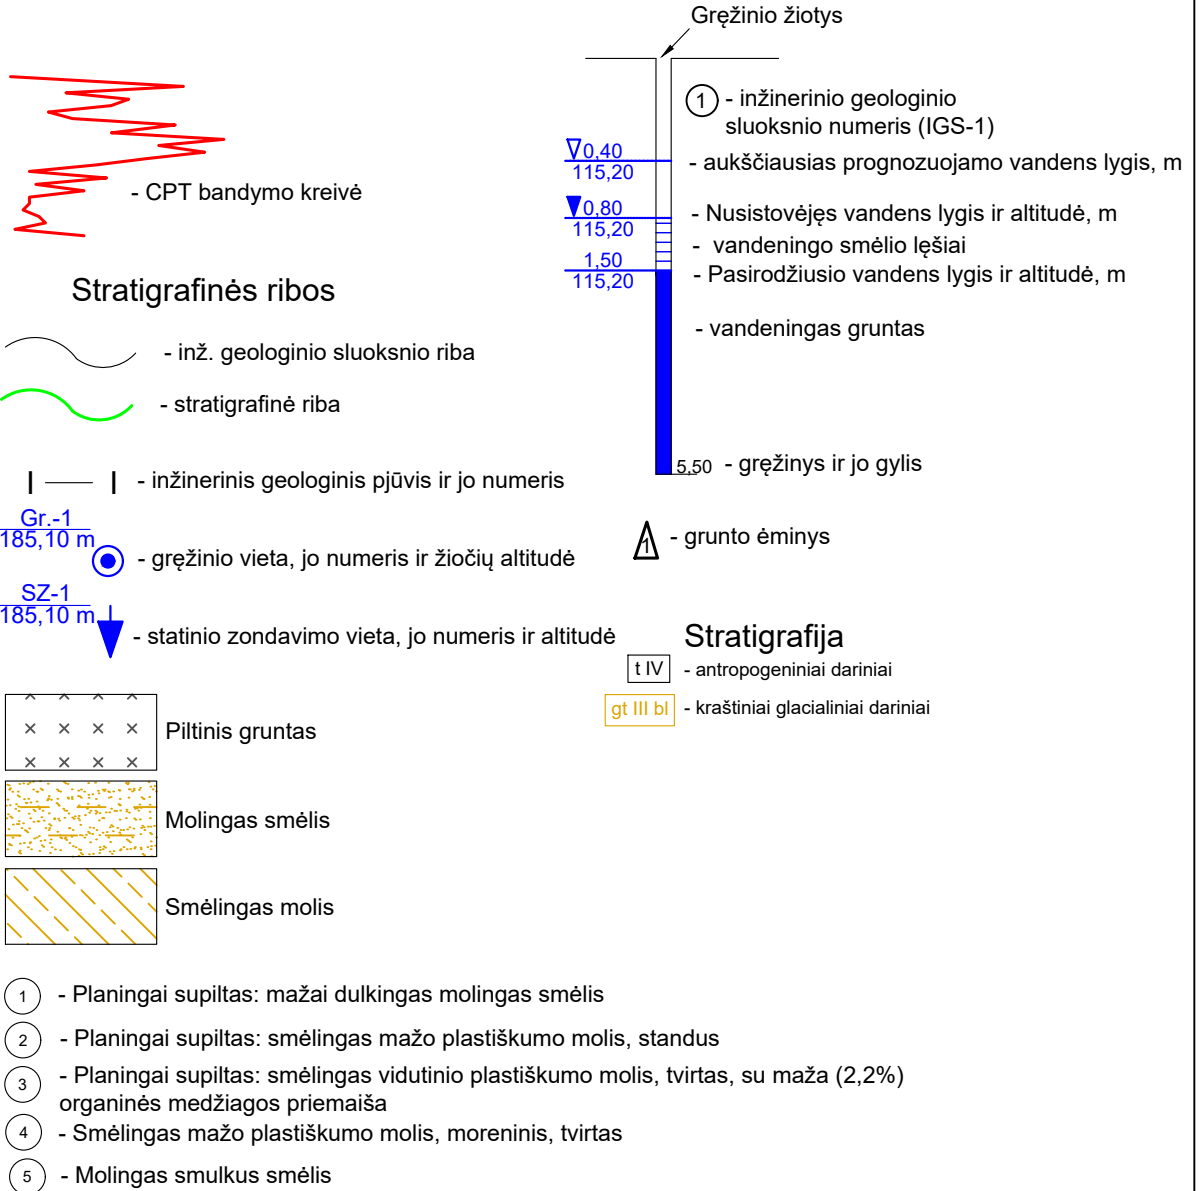 Gręžinio žiotys
1 - inžinerinio geologinio
sluoksnio numeris (IGS-1)
0,40
115,20
- aukščiausias prognozuojamo vandens lygis, m
- CPT bandymo kreivė
0,80
115,20
- Nusistovėjęs vandens lygis ir altitudė, m
- vandeningo smėlio lęšiai
1,50
115,20
- Pasirodžiusio vandens lygis ir altitudė, m
- vandeningas gruntas
5,50 - gręžinys ir jo gylis
1 - grunto ėminys
Stratigrafinės ribos
- inž. geologinio sluoksnio riba
- stratigrafinė riba
I I - inžinerinis geologinis pjūvis ir jo numeris
Gr.-1
185,10 m
- gręžinio vieta, jo numeris ir žiočių altitudė
SZ-1
185,10 m
- statinio zondavimo vieta, jo numeris ir altitudė
Stratigrafija
t IV - antropogeniniai dariniai
gt III bl - kraštiniai glacialiniai dariniai
Piltinis gruntas
Molingas smėlis
Smėlingas molis
1 - Planingai supiltas: mažai dulkingas molingas smėlis
2 - Planingai supiltas: smėlingas mažo plastiškumo molis, standus
3 - Planingai supiltas: smėlingas vidutinio plastiškumo molis, tvirtas, su maža (2,2%)
organinės medžiagos priemaiša
4 - Smėlingas mažo plastiškumo molis, moreninis, tvirtas
5 - Molingas smulkus smėlis